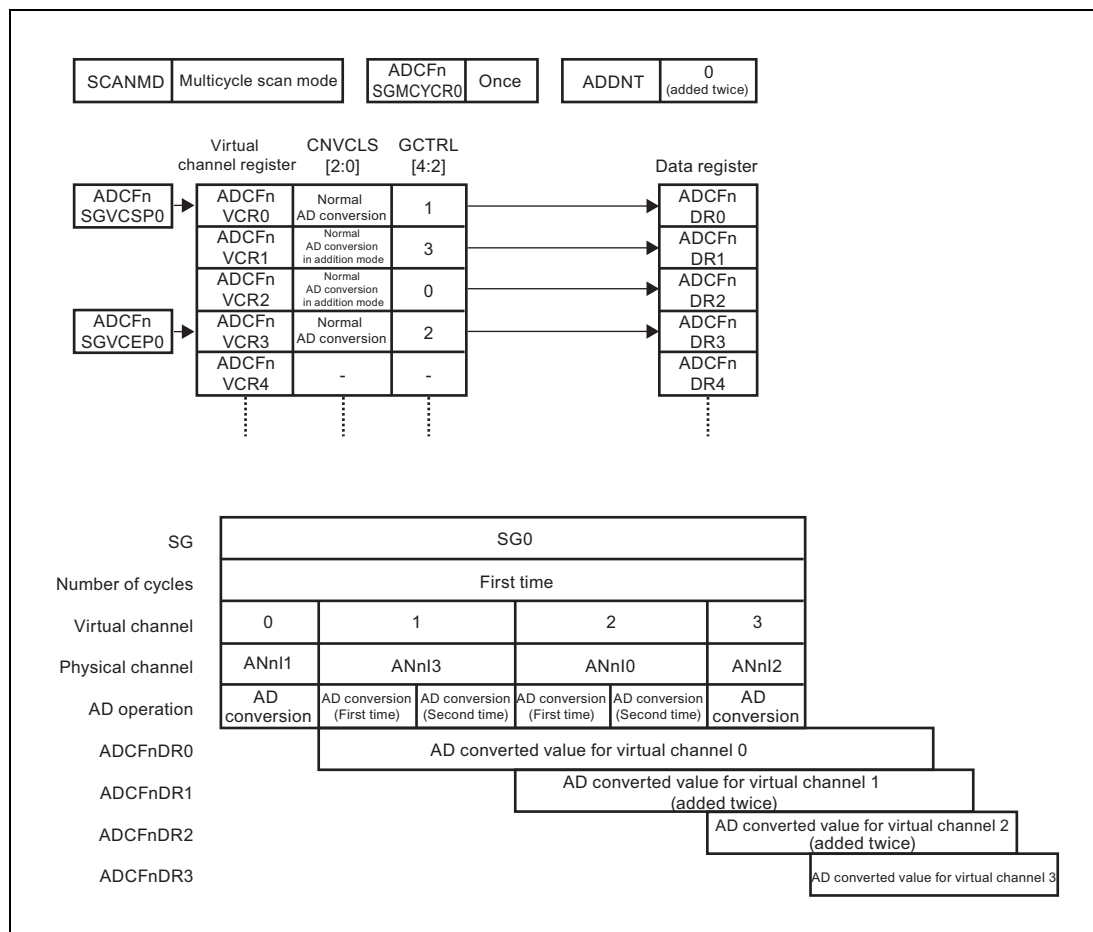 SCANMD Multicycle scan mode
ADCFn
SGMCYCR0
Once
ADDNT
0
(added twice)
Virtual
channel register
CNVCLS
[2:0]
GCTRL
[4:2]
Data register
ADCFn
SGVCSP0
ADCFn
VCR0
Normal
AD conversion
1
ADCFn
DR0
ADCFn
VCR1
Normal
AD conversion
in addition mode
3
ADCFn
DR1
ADCFn
VCR2
Normal
AD conversion
in addition mode
0
ADCFn
DR2
ADCFn
SGVCEP0
ADCFn
VCR3
Normal
AD conversion
2
ADCFn
DR3
ADCFn
VCR4
-
-
ADCFn
DR4
SG
SG0
Number of cycles
First time
Virtual channel
0
1
2
3
Physical channel
ANnI1
ANnI3
ANnI0
ANnI2
AD operation
AD
conversion
AD conversion
(First time)
AD conversion
(Second time)
AD conversion
(First time)
AD conversion
(Second time)
AD
conversion
ADCFnDR0
AD converted value for virtual channel 0
ADCFnDR1
AD converted value for virtual channel 1
(added twice)
ADCFnDR2
AD converted value for virtual channel 2
(added twice)
ADCFnDR3
AD converted value for virtual channel 3